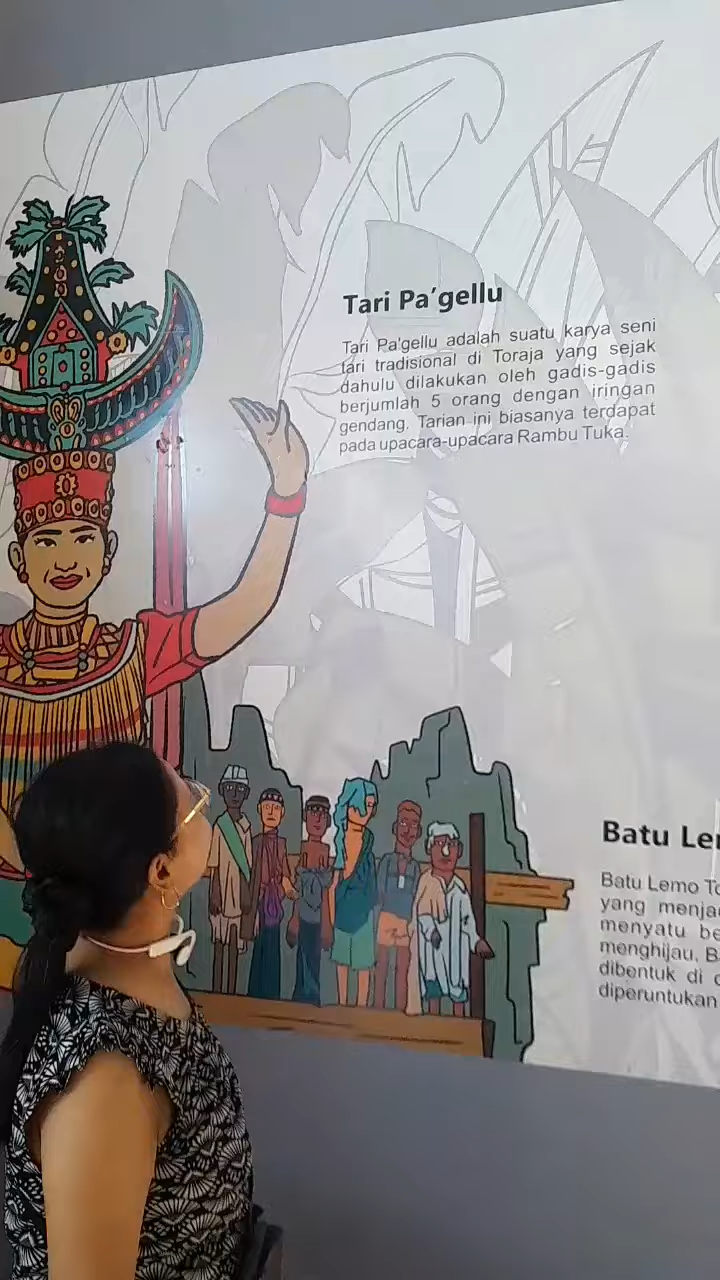 Tari Pa'gellu
Tari Pa'gellu adalah suatu karya seni
tari tradisional di Toraja yang sejak
dahulu dilakukan oleh gadis-gadis
berjumlah 5 orang dengan iringan
gendang. Tarian ini biasanya terdapat
pada upacara-upacara Rambu Tuka.
Batu
Batu Lemo
yang
menyatu
menghijau,
dibentuk di
diperuntukan